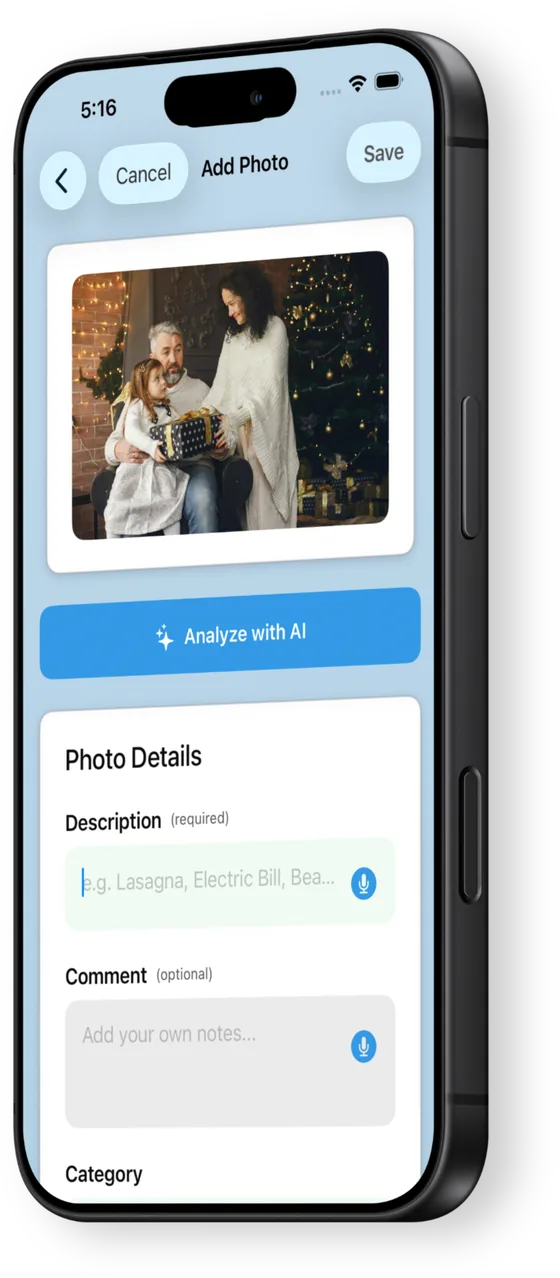 5:16
Cancel
Add Photo
Save
Analyze with AI
Photo Details
Description (required)
e.g. Lasagna, Electric Bill, Bea...
Comment (optional)
Add your own notes...
Category